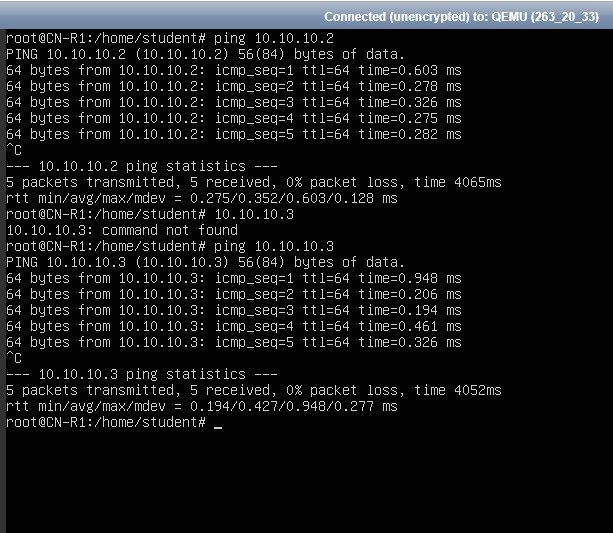 Connected (unencrypted) to: QEMU (263_20_33)
root@CN-R1:/home/student# ping 10.10.10.2
PING 10.10.10.2 (10.10.10.2) 56(84) bytes of data.
64 bytes from 10.10.10.2: icmp_seq=1 ttl=64 time=0.603 ms
64 bytes from 10.10.10.2: icmp_seq=2 ttl=64 time=0.278 ms
64 bytes from 10.10.10.2: icmp_seq=3 ttl=64 time=0.326 ms
64 bytes from 10.10.10.2: icmp_seq=4 ttl=64 time=0.275 ms
64 bytes from 10.10.10.2: icmp_seq=5 ttl=64 time=0.282 ms
^C
--- 10.10.10.2 ping statistics ---
5 packets transmitted, 5 received, 0% packet loss, time 4065ms
rtt min/avg/max/mdev = 0.275/0.352/0.603/0.128 ms
root@CN-R1:/home/student# 10.10.10.3
10.10.10.3: command not found
root@CN-R1:/home/student# ping 10.10.10.3
PING 10.10.10.3 (10.10.10.3) 56(84) bytes of data.
64 bytes from 10.10.10.3: icmp_seq=1 ttl=64 time=0.948 ms
64 bytes from 10.10.10.3: icmp_seq=2 ttl=64 time=0.206 ms
64 bytes from 10.10.10.3: icmp_seq=3 ttl=64 time=0.194 ms
64 bytes from 10.10.10.3: icmp_seq=4 ttl=64 time=0.461 ms
64 bytes from 10.10.10.3: icmp_seq=5 ttl=64 time=0.326 ms
^C
--- 10.10.10.3 ping statistics ---
5 packets transmitted, 5 received, 0% packet loss, time 4052ms
rtt min/avg/max/mdev = 0.194/0.427/0.948/0.277 ms
root@CN-R1:/home/student# _